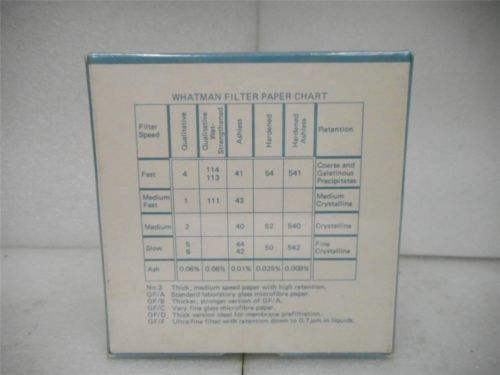 WHATMAN FILTER PAPER CHART
Filter Speed Qualitative Qualitative Wet-Strengthened Ashless Hardened Hardened Ashless Retention
Fast 4 114 113 41 54 541 Coarse and Gelatinous Precipitates
Medium Fast 1 111 43 Medium Crystalline
Medium 2 40 52 540 Crystalline
Slow 5 6 44 42 50 542 Fine Crystalline
Ash 0.06% 0.06% 0.01% 0.025% 0.008%
No.3 Thick, medium speed paper with high retention.
GF/A Standard laboratory glass microfibre paper.
GF/B Thicker, stronger version of GF/A.
GF/C Very fine glass microfibre paper.
GF/D Thick version ideal for membrane prefiltration.
GF/F Ultra-fine filter with retention down to 0.7µm in liquids.